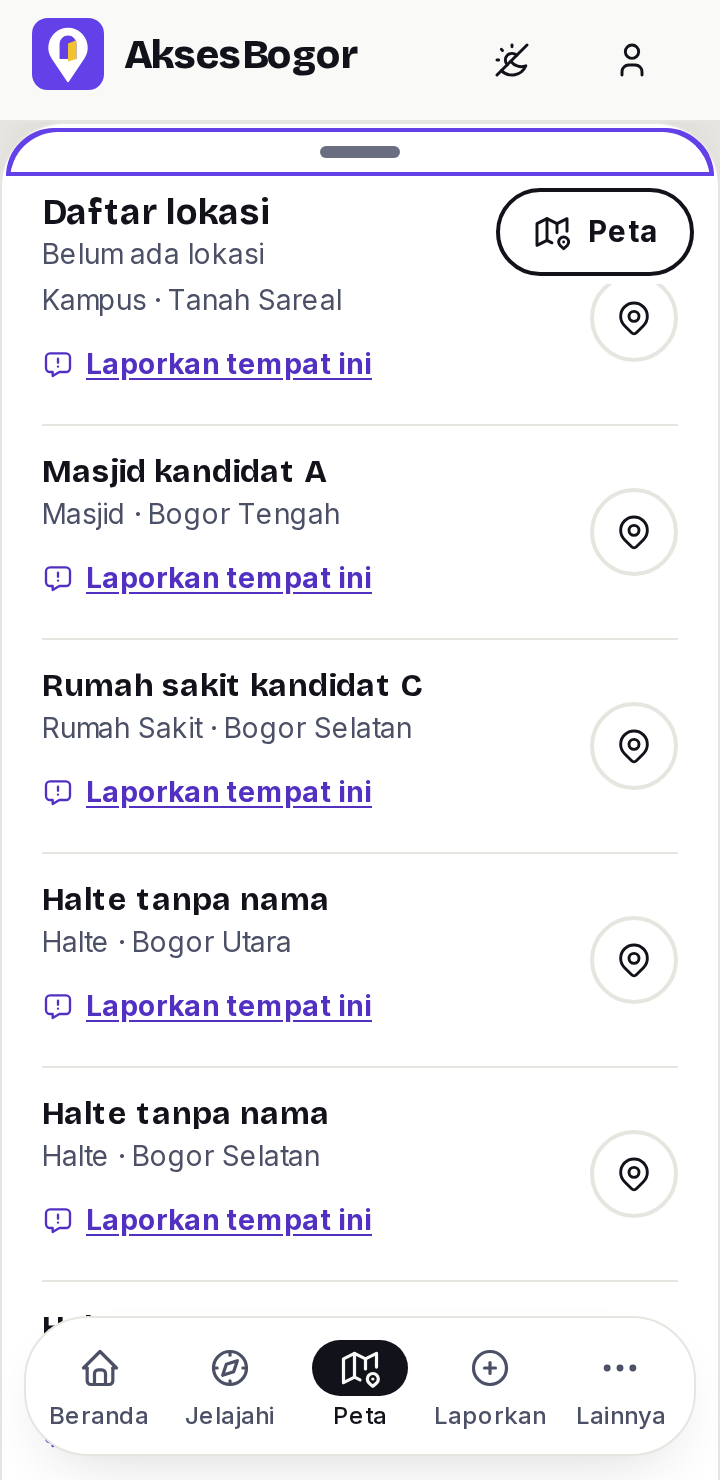 AksesBogor
Daftar lokasi
Belum ada lokasi
Peta
Kampus · Tanah Sareal
Laporkan tempat ini
Masjid kandidat A
Masjid · Bogor Tengah
Laporkan tempat ini
Rumah sakit kandidat C
Rumah Sakit · Bogor Selatan
Laporkan tempat ini
Halte tanpa nama
Halte · Bogor Utara
Laporkan tempat ini
Halte tanpa nama
Halte · Bogor Selatan
Laporkan tempat ini
Beranda
Jelajahi
Peta
Laporkan
Lainnya